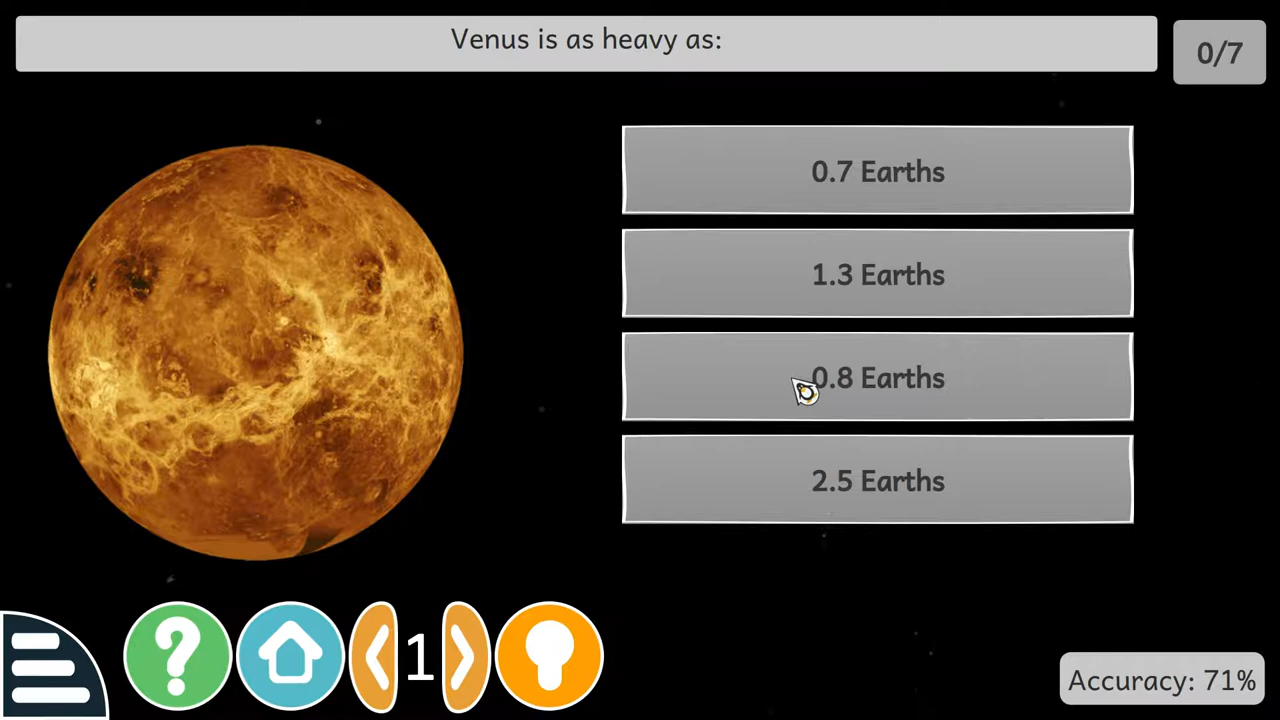 Venus is as heavy as:
0/7
0.7 Earths
1.3 Earths
0.8 Earths
2.5 Earths
?
1
Accuracy: 71%